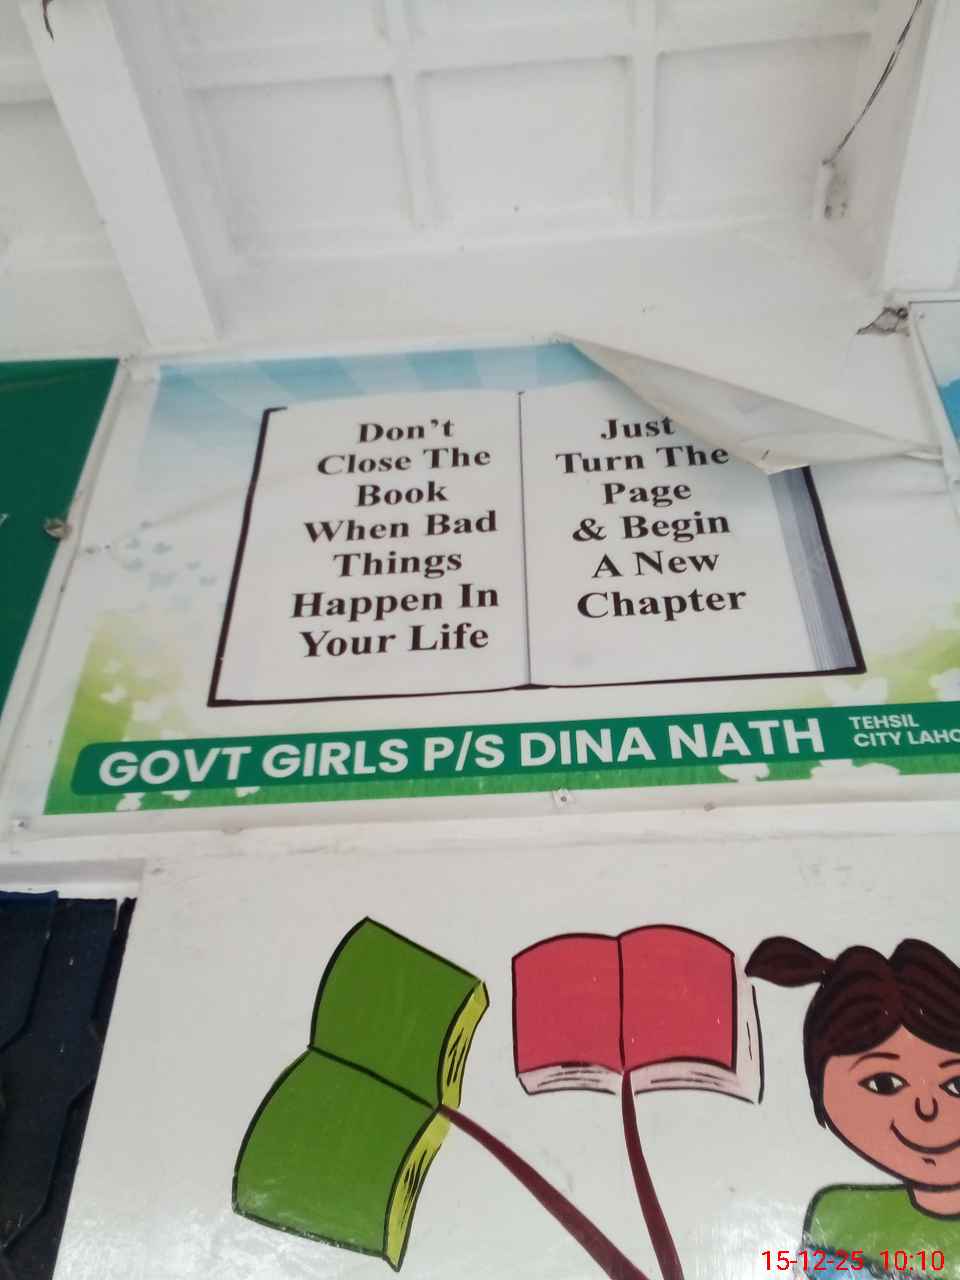 Don't
Close The
Book
When Bad
Things
Happen In
Your Life
Just
Turn The
Page
& Begin
A New
Chapter
GOVT GIRLS P/S DINA NATH
TEHSIL
CITY
15-12-25 10:10